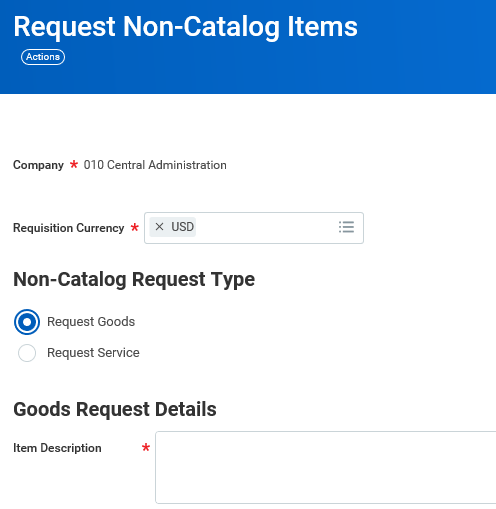 Request Non-Catalog Items
Actions
Company * 010 Central Administration
Requisition Currency * × USD
Non-Catalog Request Type
Request Goods
Request Service
Goods Request Details
Item Description *